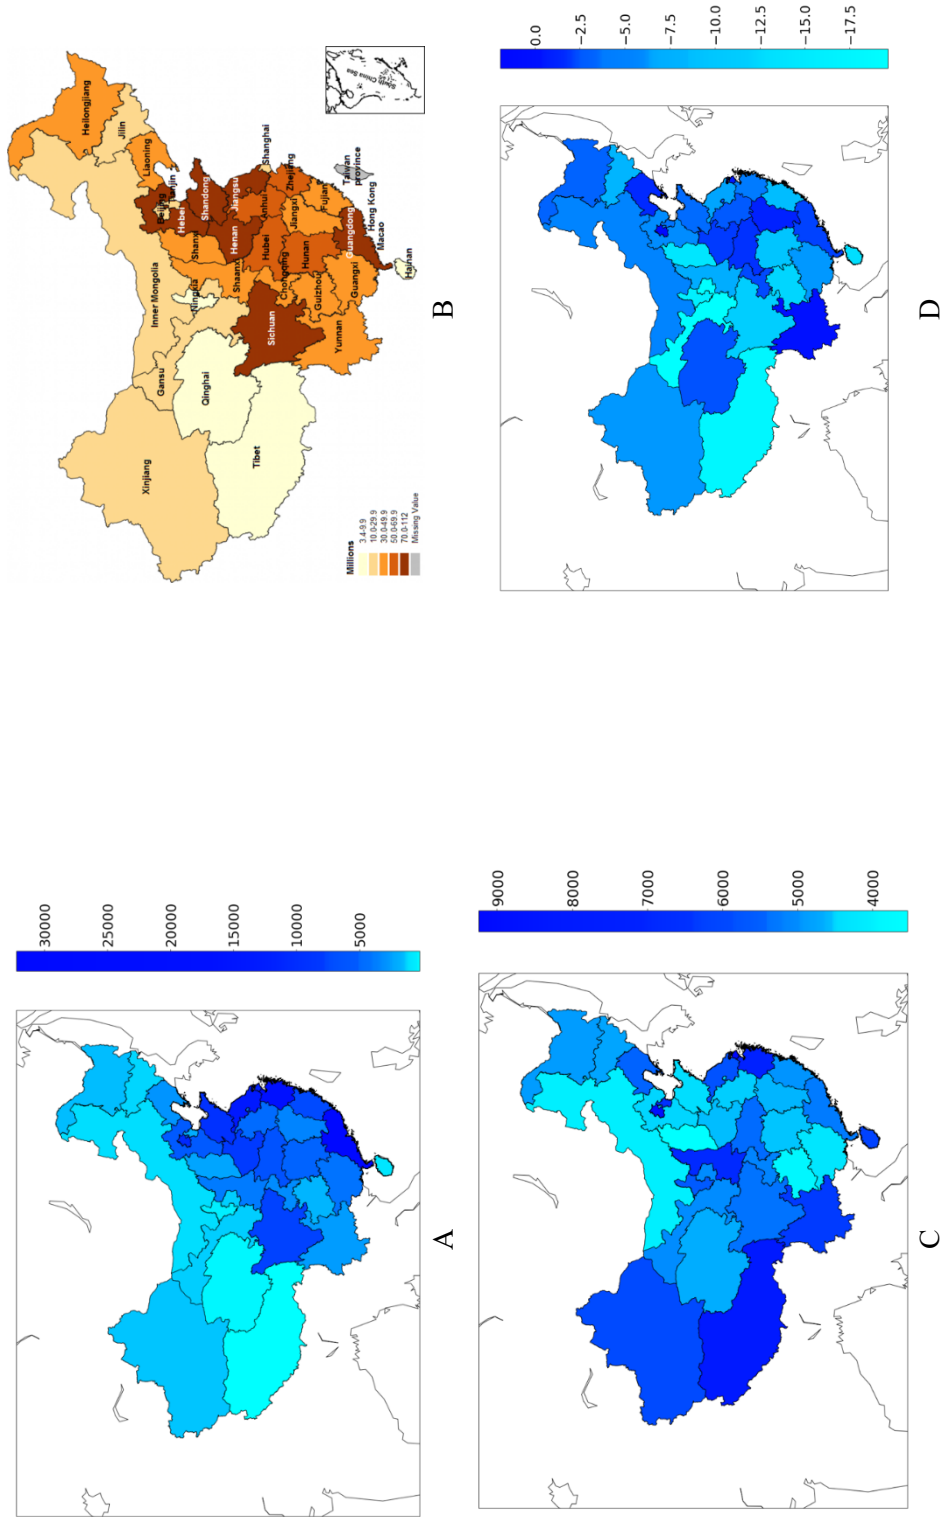 30000
25000
20000
15000
10000
5000
A
Heilongjiang
Jilin
Liaoning
Inner Mongolia
Beijing
Tianjin
Hebei
Shandong
Shanxi
Ningxia
Gansu
Xinjiang
Qinghai
Tibet
Shaanxi
Henan
Jiangsu
Shanghai
Anhui
Hubei
Chongqing
Sichuan
Zhejiang
Jiangxi
Hunan
Guizhou
Yunnan
Guangxi
Fujian
Guangdong
Taiwan
province
Hong Kong
Macao
Hainan
South China Sea
Millions
3.4-9.9
10.0-29.9
30.0-49.9
50.0-69.9
70.0-112
Missing Value
B
9000
8000
7000
6000
5000
4000
C
0.0
−2.5
−5.0
−7.5
−10.0
−12.5
−15.0
−17.5
D